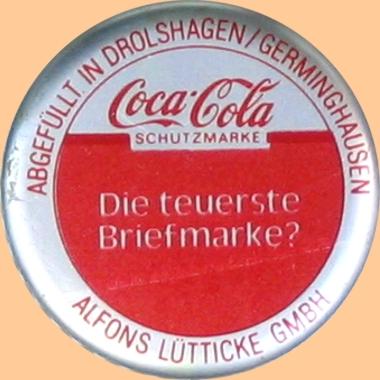 ABGEFÜLLT IN DROLSHAGEN/GERMINGHAUSEN
Coca-Cola
SCHUTZMARKE
Die teuerste
Briefmarke?
ALFONS LÜTTICKE GMBH